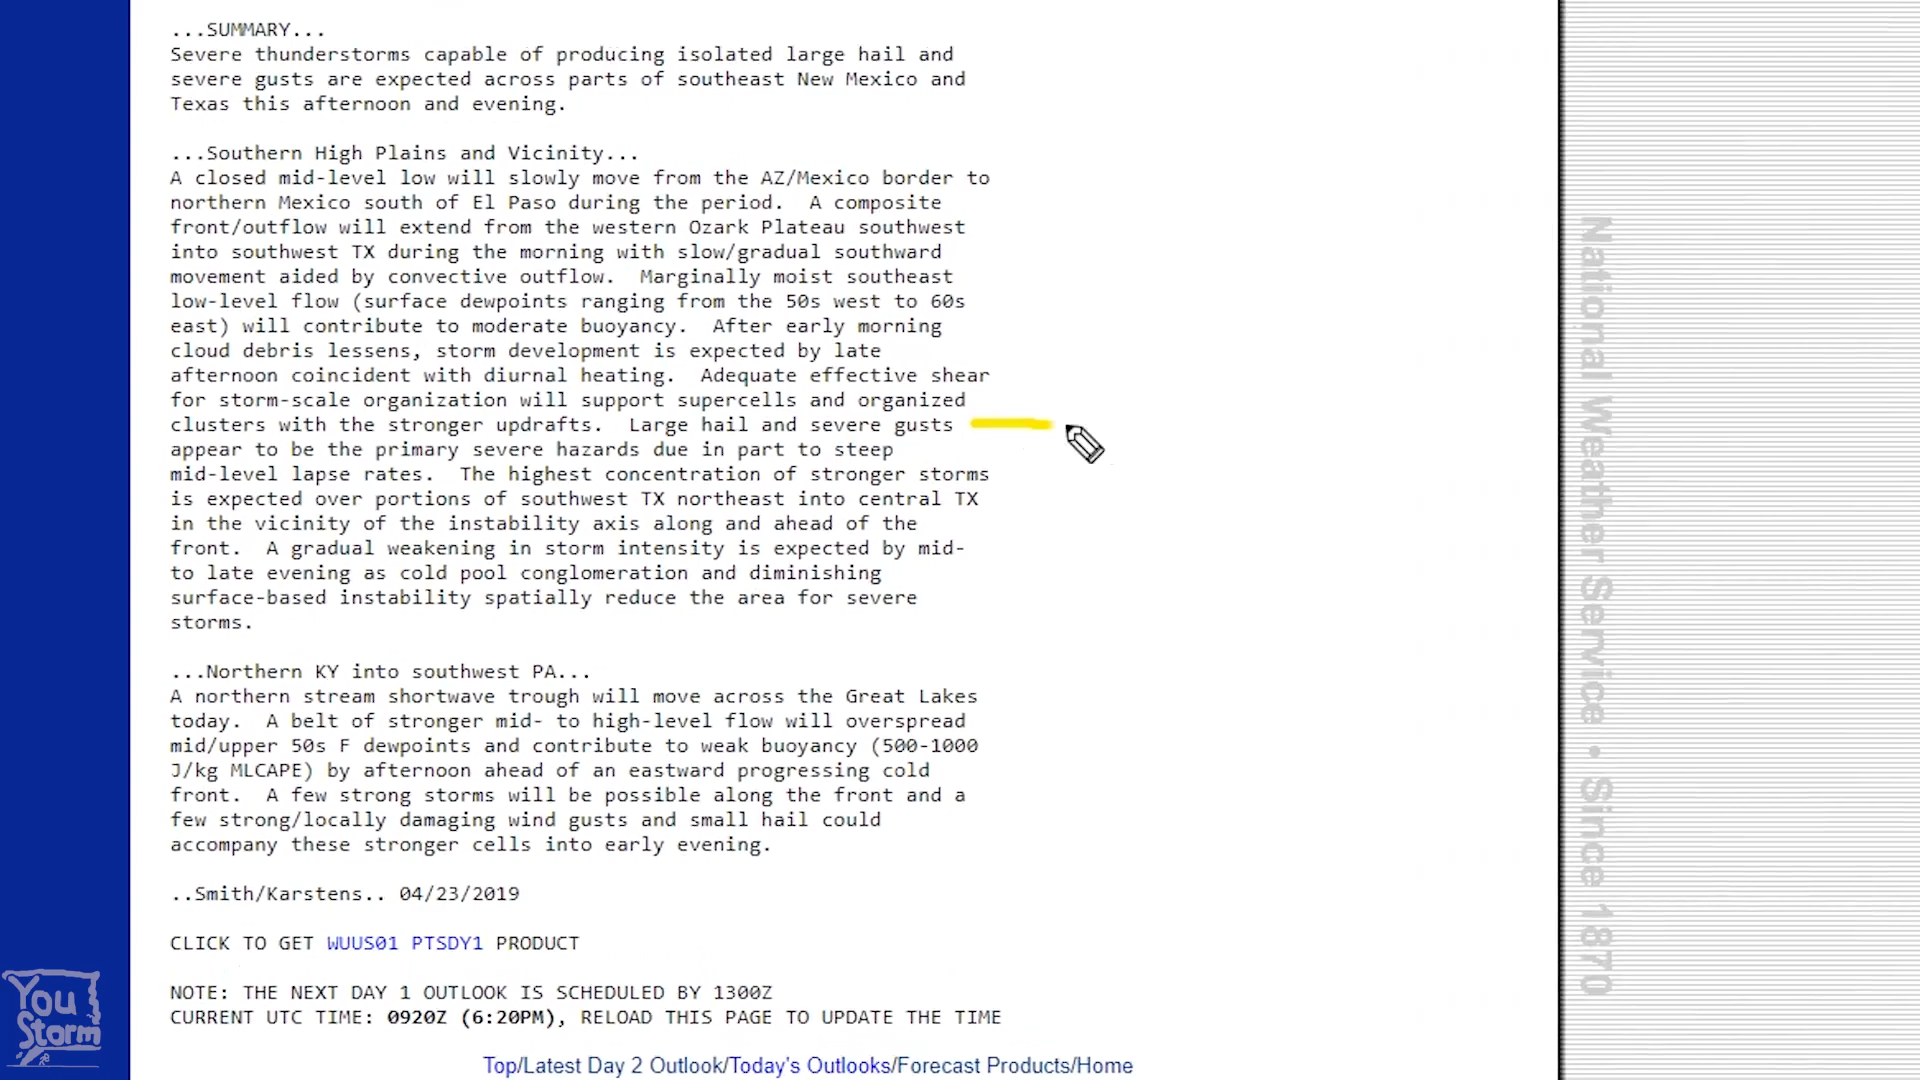 ...SUMMARY...
Severe thunderstorms capable of producing isolated large hail and
severe gusts are expected across parts of southeast New Mexico and
Texas this afternoon and evening.
...Southern High Plains and Vicinity...
A closed mid-level low will slowly move from the AZ/Mexico border to
northern Mexico south of El Paso during the period.  A composite
front/outflow will extend from the western Ozark Plateau southwest
into southwest TX during the morning with slow/gradual southward
movement aided by convective outflow.  Marginally moist southeast
low-level flow (surface dewpoints ranging from the 50s west to 60s
east) will contribute to moderate buoyancy.  After early morning
cloud debris lessens, storm development is expected by late
afternoon coincident with diurnal heating.  Adequate effective shear
for storm-scale organization will support supercells and organized
clusters with the stronger updrafts.  Large hail and severe gusts
appear to be the primary severe hazards due in part to steep
mid-level lapse rates.  The highest concentration of stronger storms
is expected over portions of southwest TX northeast into central TX
in the vicinity of the instability axis along and ahead of the
front.  A gradual weakening in storm intensity is expected by mid-
to late evening as cold pool conglomeration and diminishing
surface-based instability spatially reduce the area for severe
storms.
...Northern KY into southwest PA...
A northern stream shortwave trough will move across the Great Lakes
today.  A belt of stronger mid- to high-level flow will overspread
mid/upper 50s F dewpoints and contribute to weak buoyancy (500-1000
J/kg MLCAPE) by afternoon ahead of an eastward progressing cold
front.  A few strong storms will be possible along the front and a
few strong/locally damaging wind gusts and small hail could
accompany these stronger cells into early evening.
..Smith/Karstens.. 04/23/2019
CLICK TO GET WUUS01 PTSDY1 PRODUCT
NOTE: THE NEXT DAY 1 OUTLOOK IS SCHEDULED BY 1300Z
CURRENT UTC TIME: 0920Z (6:20PM), RELOAD THIS PAGE TO UPDATE THE TIME
Top/Latest Day 2 Outlook/Today's Outlooks/Forecast Products/Home
National Weather Service • Since 1870
You
Storm